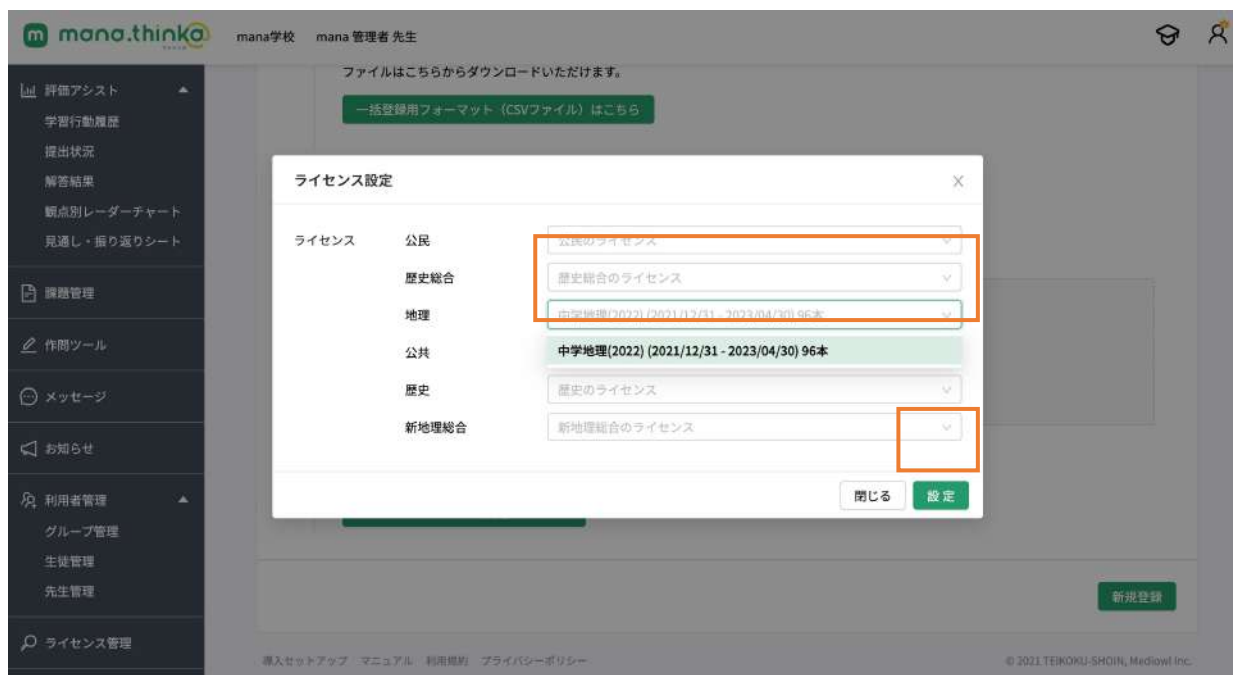 mana.thinka
mana学校 mana 管理者 先生
評価アシスト
学習行動履歴
提出状況
解答結果
観点別レーダーチャート
見通し・振り返りシート
課題管理
作問ツール
メッセージ
お知らせ
利用者管理
グループ管理
生徒管理
先生管理
ライセンス管理
ファイルはこちらからダウンロードいただけます。
一括登録用フォーマット（CSVファイル）はこちら
ライセンス設定
ライセンス 公民 公民のライセンス
歴史総合 歴史総合のライセンス
地理 中学地理(2022) (2021/12/31 - 2023/04/30) 96本
公共 中学地理(2022) (2021/12/31 - 2023/04/30) 96本
歴史 歴史のライセンス
新地理総合 新地理総合のライセンス
閉じる 設定
新規登録
導入セットアップ マニュアル 利用規約 プライバシーポリシー
© 2021 TEIKOKU-SHOIN, Mediowl Inc.